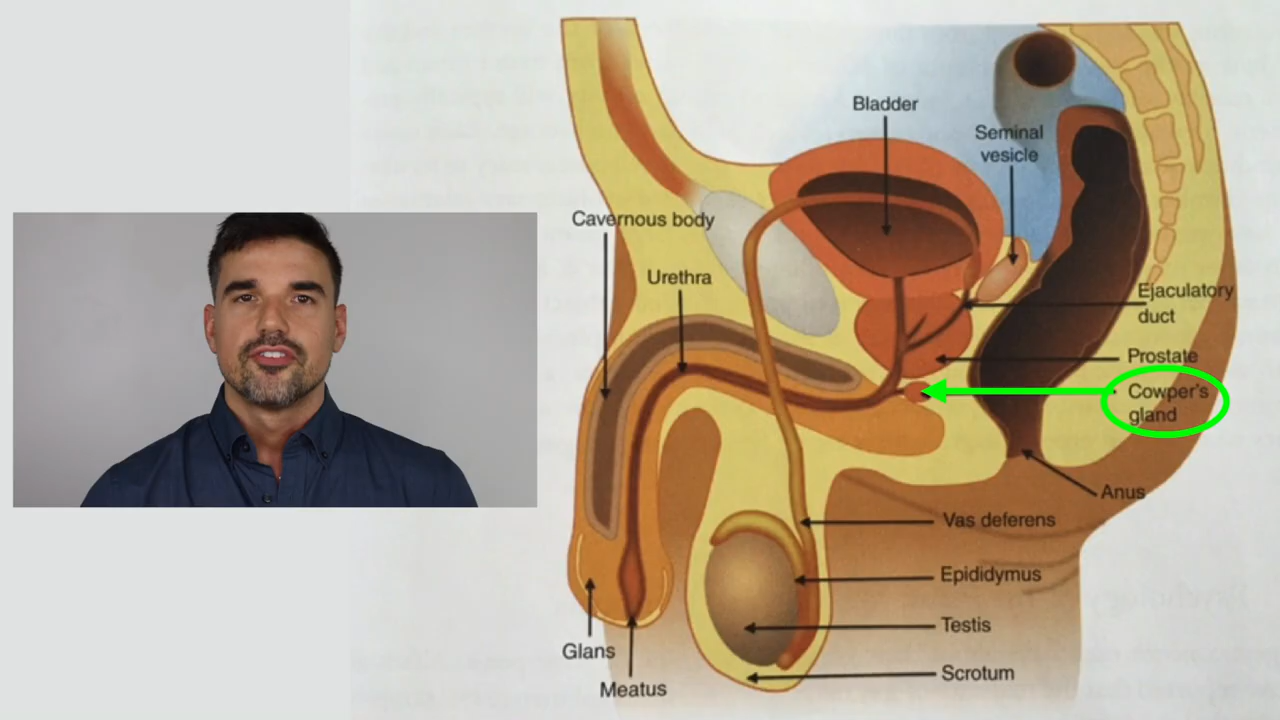 Bladder
Seminal
vesicle
Cavernous body
Urethra
Ejaculatory
duct
Prostate
Cowper's
gland
Anus
Vas deferens
Epididymus
Testis
Glans
Scrotum
Meatus